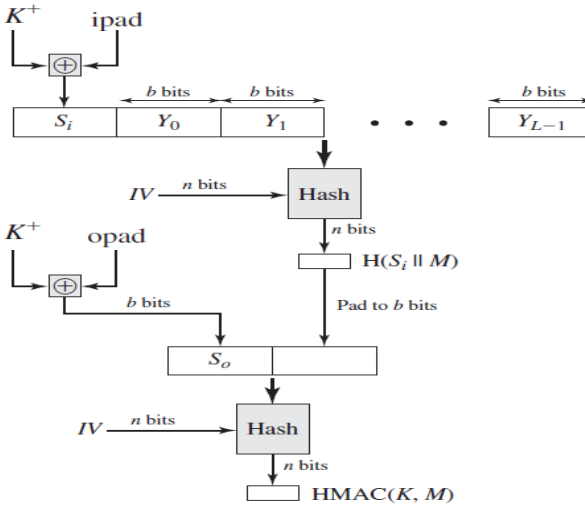 K⁺ ipad
⊕
b bits b bits b bits
Sᵢ Y₀ Y₁ • • • Y_{L−1}
IV n bits Hash
n bits
K⁺ opad H(Sᵢ || M)
⊕
b bits Pad to b bits
Sₒ
IV n bits Hash
n bits
HMAC(K, M)